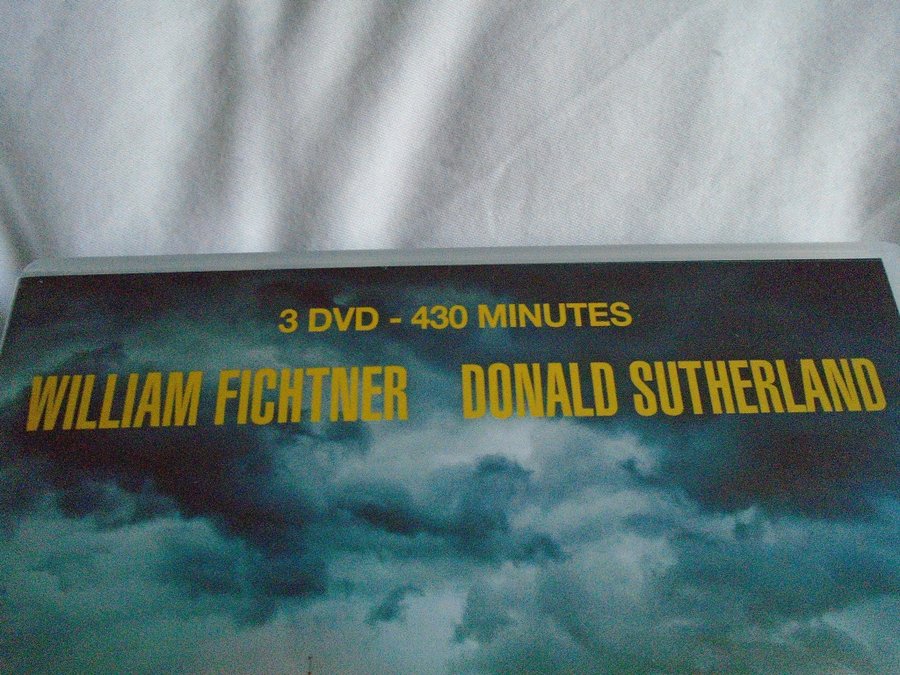 3 DVD - 430 MINUTES
WILLIAM FICHTNER DONALD SUTHERLAND